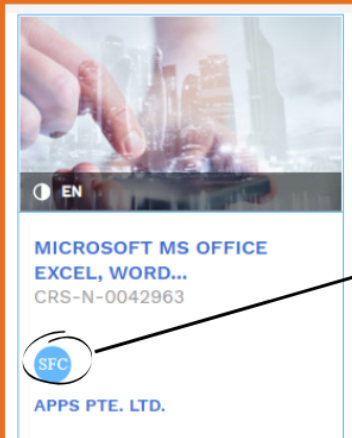 EN
MICROSOFT MS OFFICE
EXCEL, WORD...
CRS-N-0042963
SFC
APPS PTE. LTD.